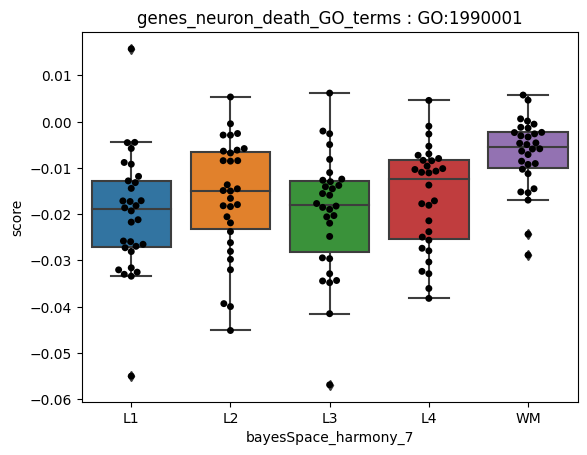 genes_neuron_death_GO_terms : GO:1990001
0.01
0.00
−0.01
−0.02
−0.03
−0.04
−0.05
−0.06
score
L1 L2 L3 L4 WM
bayesSpace_harmony_7